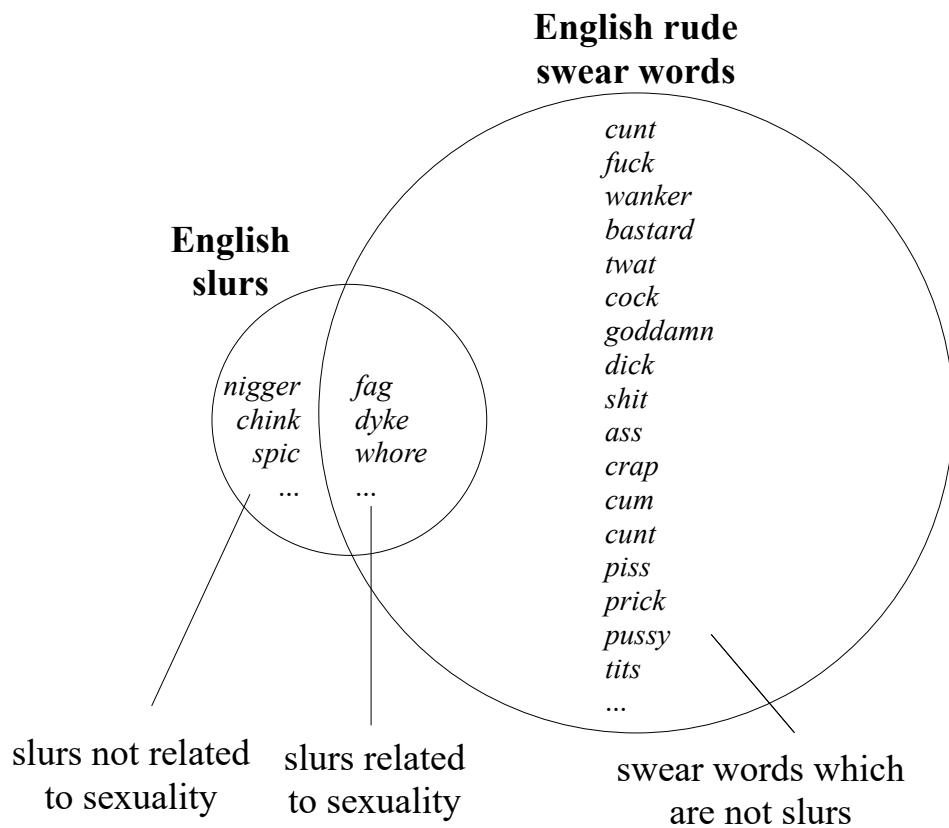 English rude
swear words
cunt
fuck
wanker
bastard
twat
cock
goddamn
dick
shit
ass
crap
cum
cunt
piss
prick
pussy
tits
...
English
slurs
nigger
chink
spic
...
fag
dyke
whore
...
slurs not related
to sexuality
slurs related
to sexuality
swear words which
are not slurs